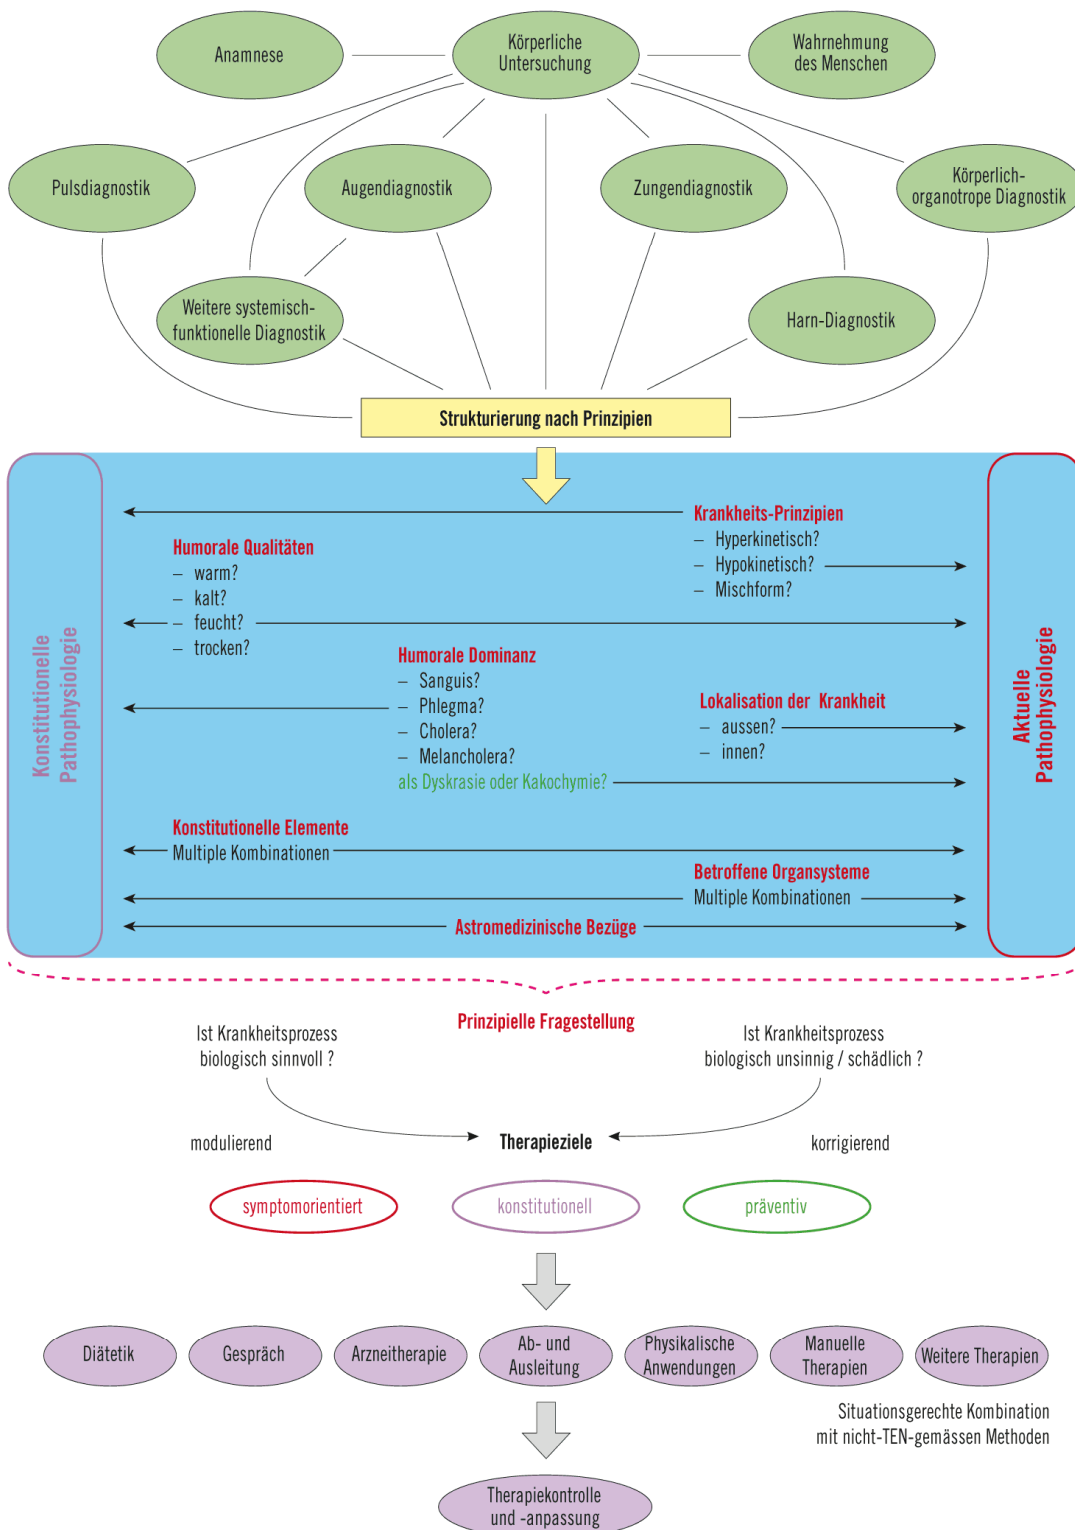 Anamnese
Körperliche
Untersuchung
Wahrnehmung
des Menschen
Pulsdiagnostik
Augendiagnostik
Zungendiagnostik
Körperlich-
organotrope Diagnostik
Weitere systemisch-
funktionelle Diagnostik
Harn-Diagnostik
Strukturierung nach Prinzipien
Konstitutionelle
Pathophysiologie
Krankheits-Prinzipien
– Hyperkinetisch?
– Hypokinetisch?
– Mischform?
Humorale Qualitäten
– warm?
– kalt?
– feucht?
– trocken?
Humorale Dominanz
– Sanguis?
– Phlegma?
– Cholera?
– Melancholera?
als Dyskrasie oder Kakochymie?
Lokalisation der Krankheit
– aussen?
– innen?
Konstitutionelle Elemente
Multiple Kombinationen
Betroffene Organsysteme
Multiple Kombinationen
Astromedizinische Bezüge
Aktuelle
Pathophysiologie
Prinzipielle Fragestellung
Ist Krankheitsprozess
biologisch sinnvoll ?
Ist Krankheitsprozess
biologisch unsinnig / schädlich ?
modulierend
Therapieziele
korrigierend
symptomorientiert
konstitutionell
präventiv
Diätetik
Gespräch
Arzneitherapie
Ab- und
Ausleitung
Physikalische
Anwendungen
Manuelle
Therapien
Weitere Therapien
Situationsgerechte Kombination
mit nicht-TEN-gemässen Methoden
Therapiekontrolle
und -anpassung